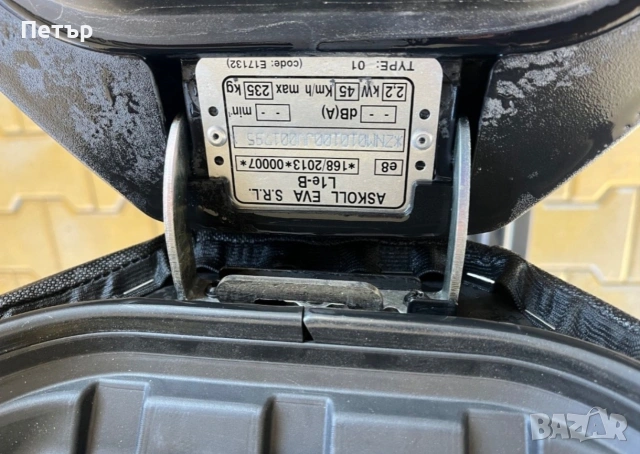 Петър
ASKOLL EVA S.R.L.
L1e-B
e8 *168/2013*00007*
-- dB(A) -- min
2,2 kW 45 Km/h max 235 kg
TYPE: 01
(code: E17132)
BAZAR